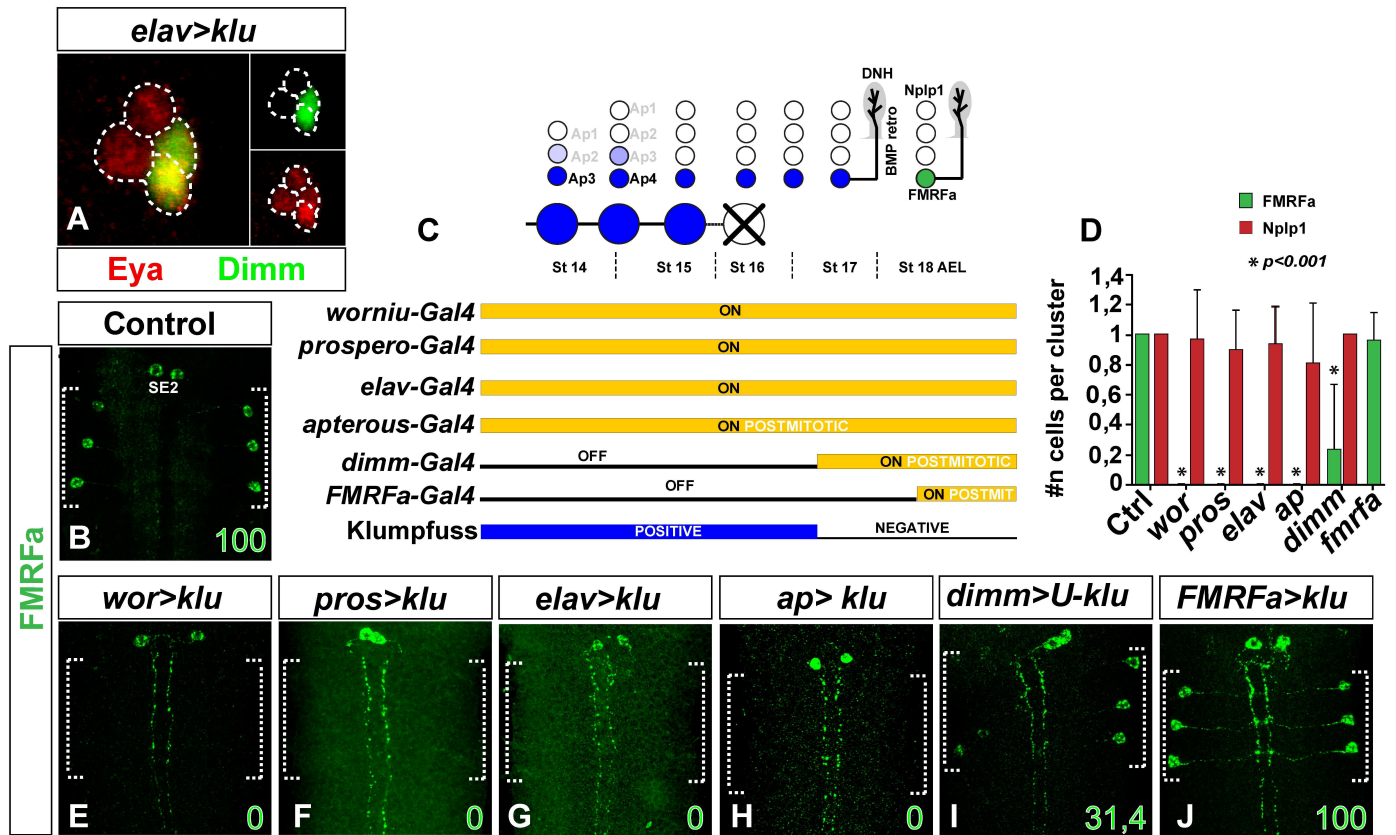 elav>klu
A
Eya Dimm
Control
SE2
B
100
FMRFa
C
Ap1
Ap2
Ap3
Ap1
Ap2
Ap3
Ap4
DNH
BMP retro
Nplp1
FMRFa
St 14
St 15
St 16
St 17
St 18 AEL
worniu-Gal4
ON
prospero-Gal4
ON
elav-Gal4
ON
apterous-Gal4
ON POSTMITOTIC
dimm-Gal4
OFF
ON POSTMITOTIC
FMRFa-Gal4
OFF
ON POSTMIT
Klumpfuss
POSITIVE
NEGATIVE
D
FMRFa
Nplp1
* p<0.001
#n cells per cluster
1,4
1,2
1
0,8
0,6
0,4
0,2
0
*
*
*
*
*
Ctrl
wor
pros
elav
ap
dimm
fmrfa
wor>klu
E
0
pros>klu
F
0
elav>klu
G
0
ap> klu
H
0
dimm>U-klu
I
31,4
FMRFa>klu
J
100